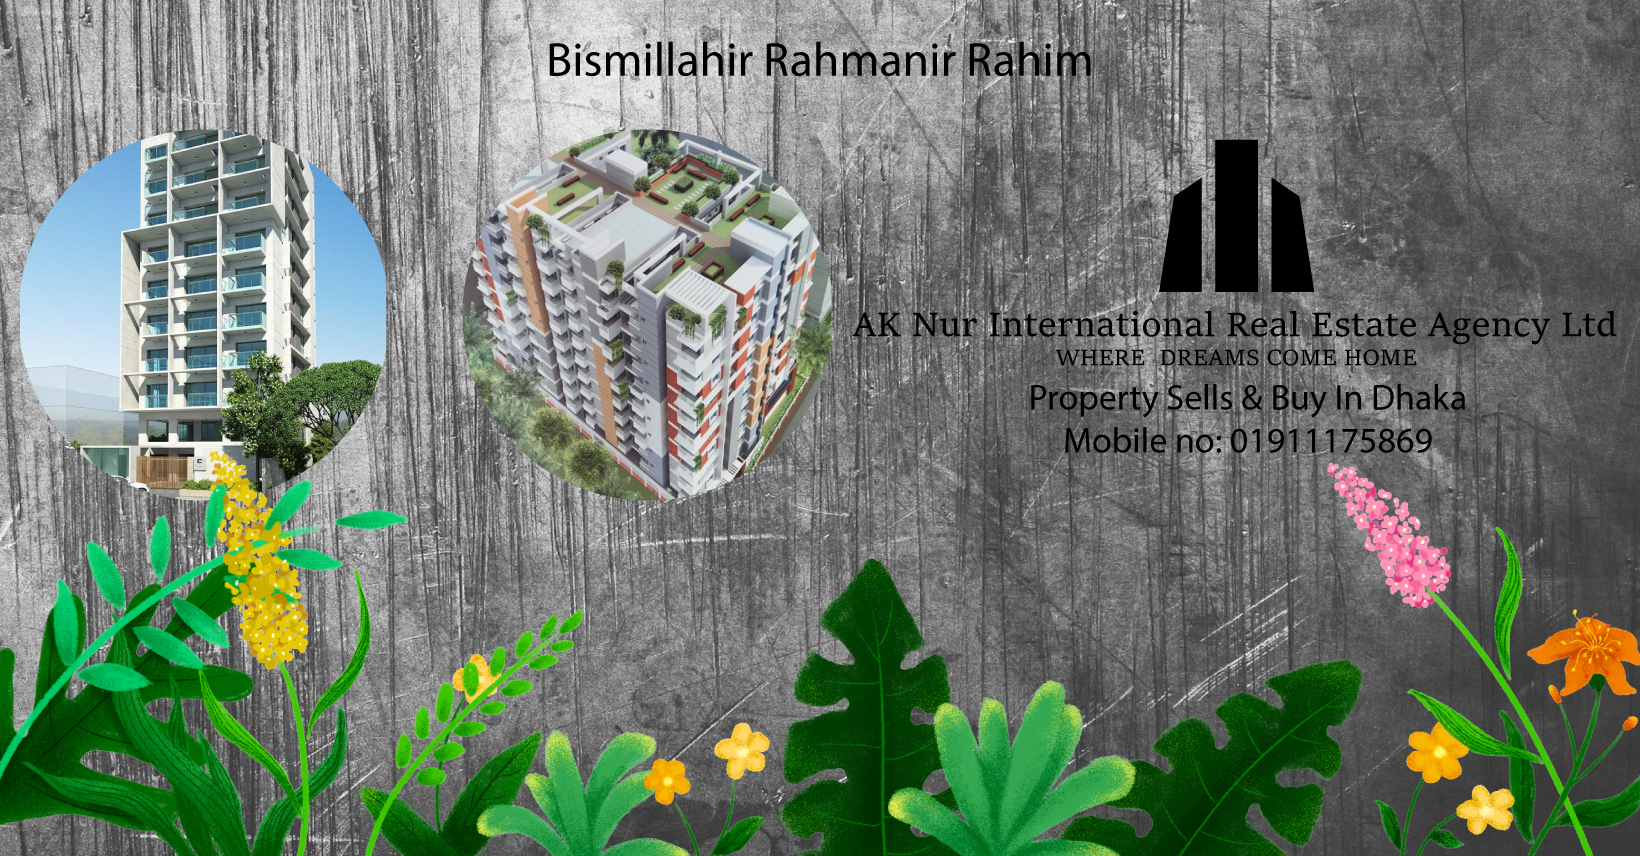 Bismillahir Rahmanir Rahim
AK Nur International Real Estate Agency Ltd
WHERE DREAMS COME HOME
Property Sells & Buy In Dhaka
Mobile no: 01911175869